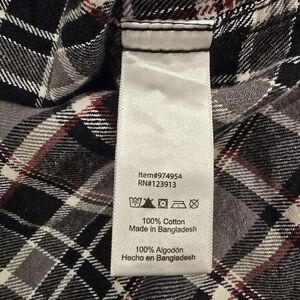 Item#974954
RN#123913
100% Cotton
Made in Bangladesh
100% Algodón
Hecho en Bangladesh